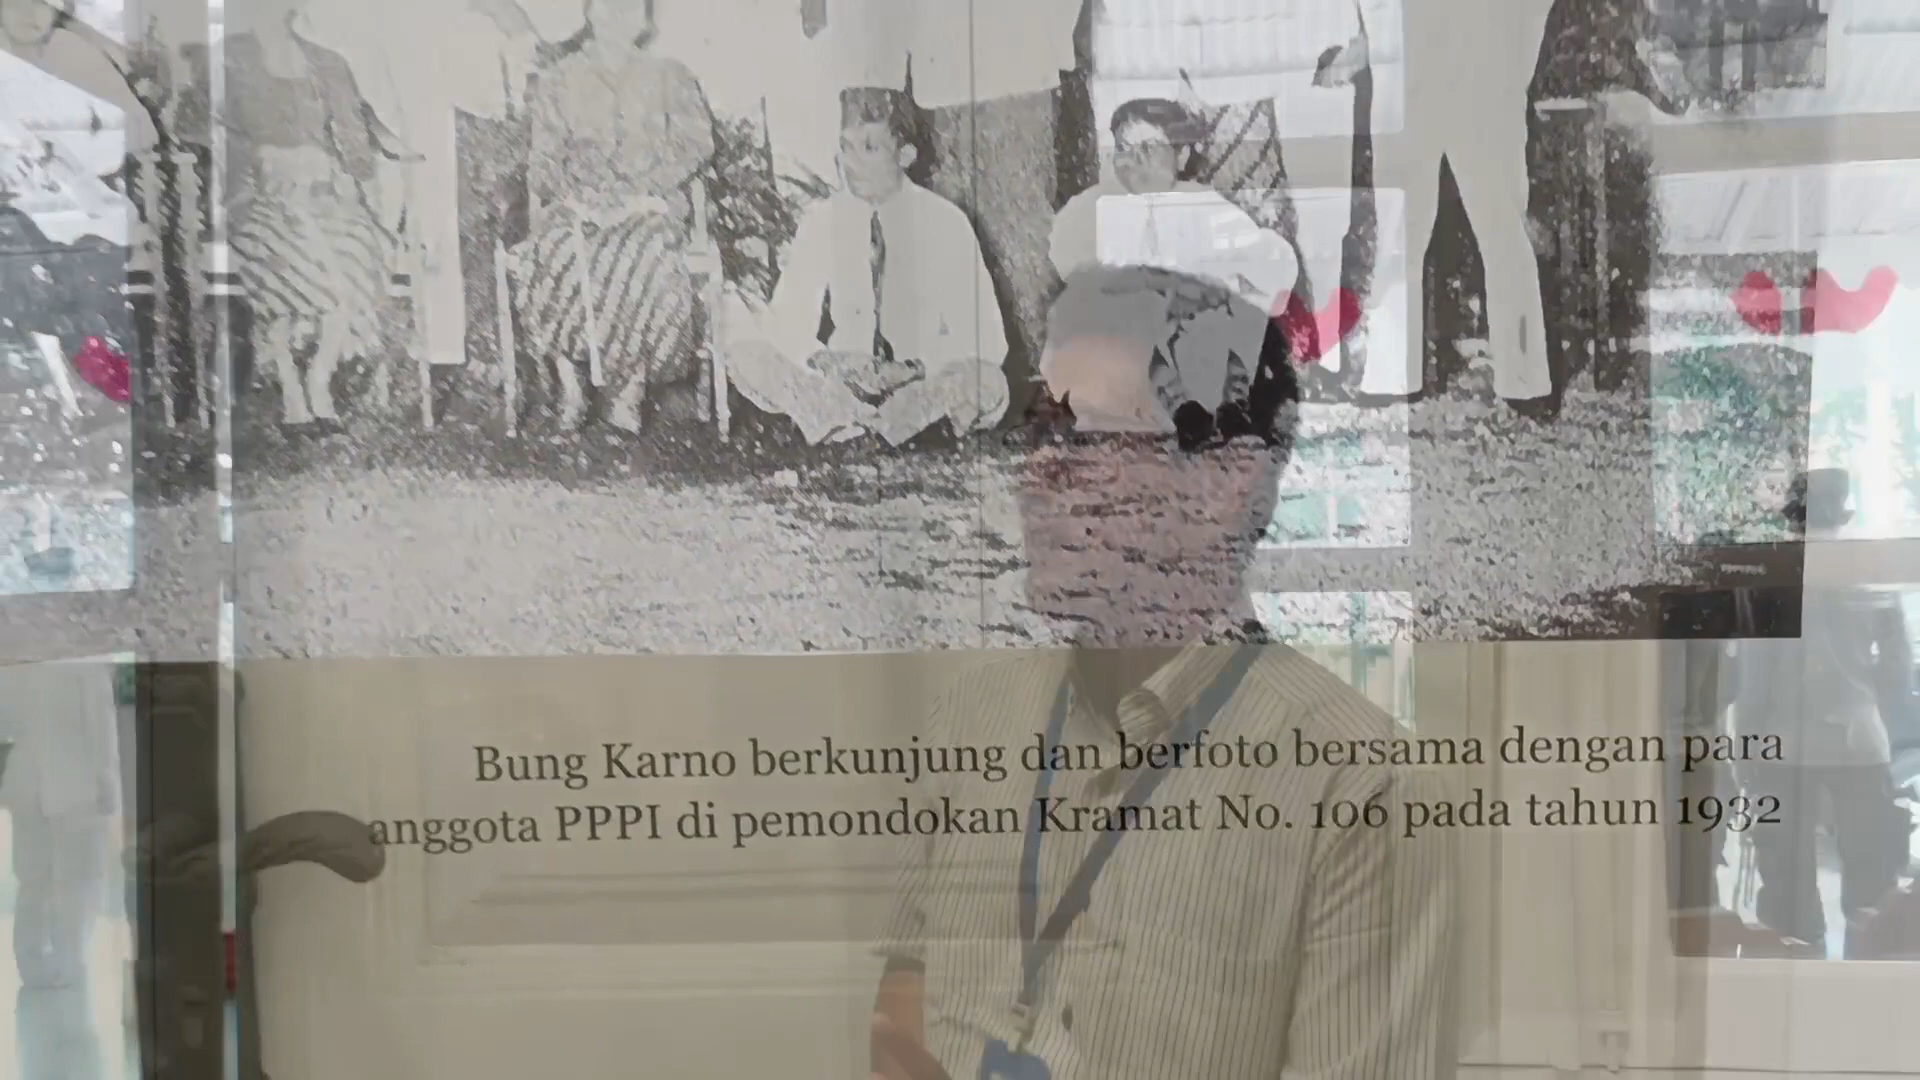 Bung Karno berkunjung dan berfoto bersama dengan para
anggota PPPI di pemondokan Kramat No. 106 pada tahun 1932